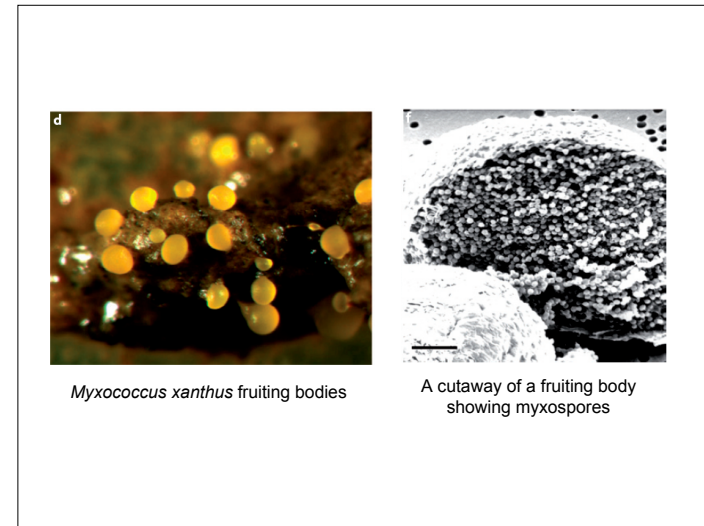 d
f
Myxococcus xanthus fruiting bodies
A cutaway of a fruiting body
showing myxospores